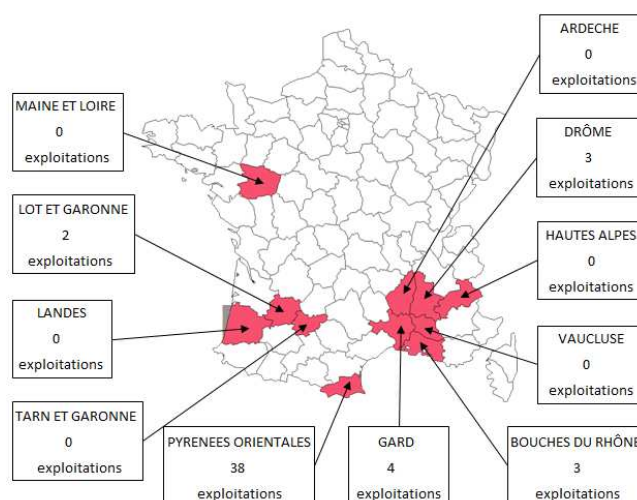 ARDECHE
0
exploitations
MAINE ET LOIRE
0
exploitations
DRÔME
3
exploitations
LOT ET GARONNE
2
exploitations
HAUTES ALPES
0
exploitations
LANDES
0
exploitations
VAUCLUSE
0
exploitations
TARN ET GARONNE
0
exploitations
PYRENEES ORIENTALES
38
exploitations
GARD
4
exploitations
BOUCHES DU RHÔNE
3
exploitations